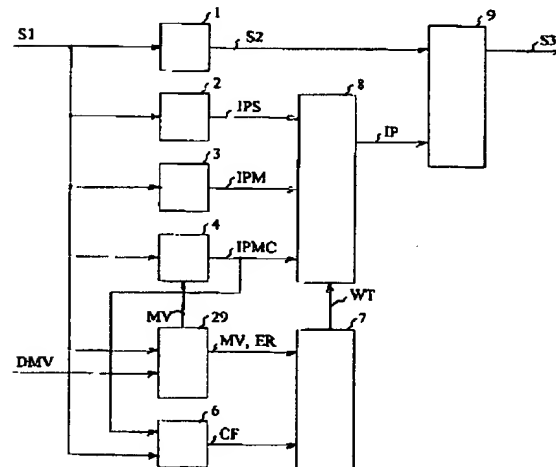 1
9
S1
S2
S3
2
8
IPS
IP
3
IPM
4
IPMC
WT
MV
29
7
MV, ER
DMV
6
CF